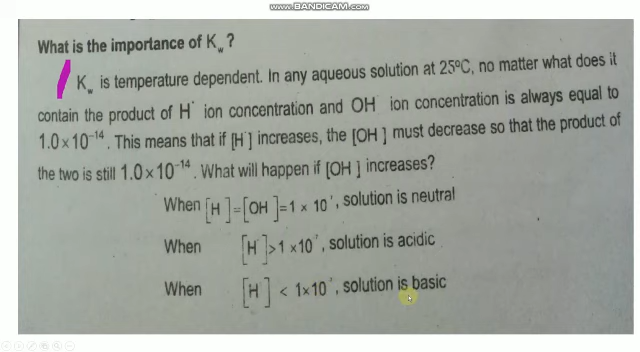 www.BANDICAM.com
What is the importance of Kw ?
Kw is temperature dependent. In any aqueous solution at 25ºC, no matter what does it
contain the product of H⁺ ion concentration and OH ion concentration is always equal to
1.0×10⁻¹⁴. This means that if [H⁺] increases, the [OH ] must decrease so that the product of
the two is still 1.0×10⁻¹⁴. What will happen if [OH ] increases?
When [H ]=[OH ]=1 × 10⁷, solution is neutral
When [H ]>1 ×10⁷, solution is acidic
When [H ] < 1×10⁷, solution is basic